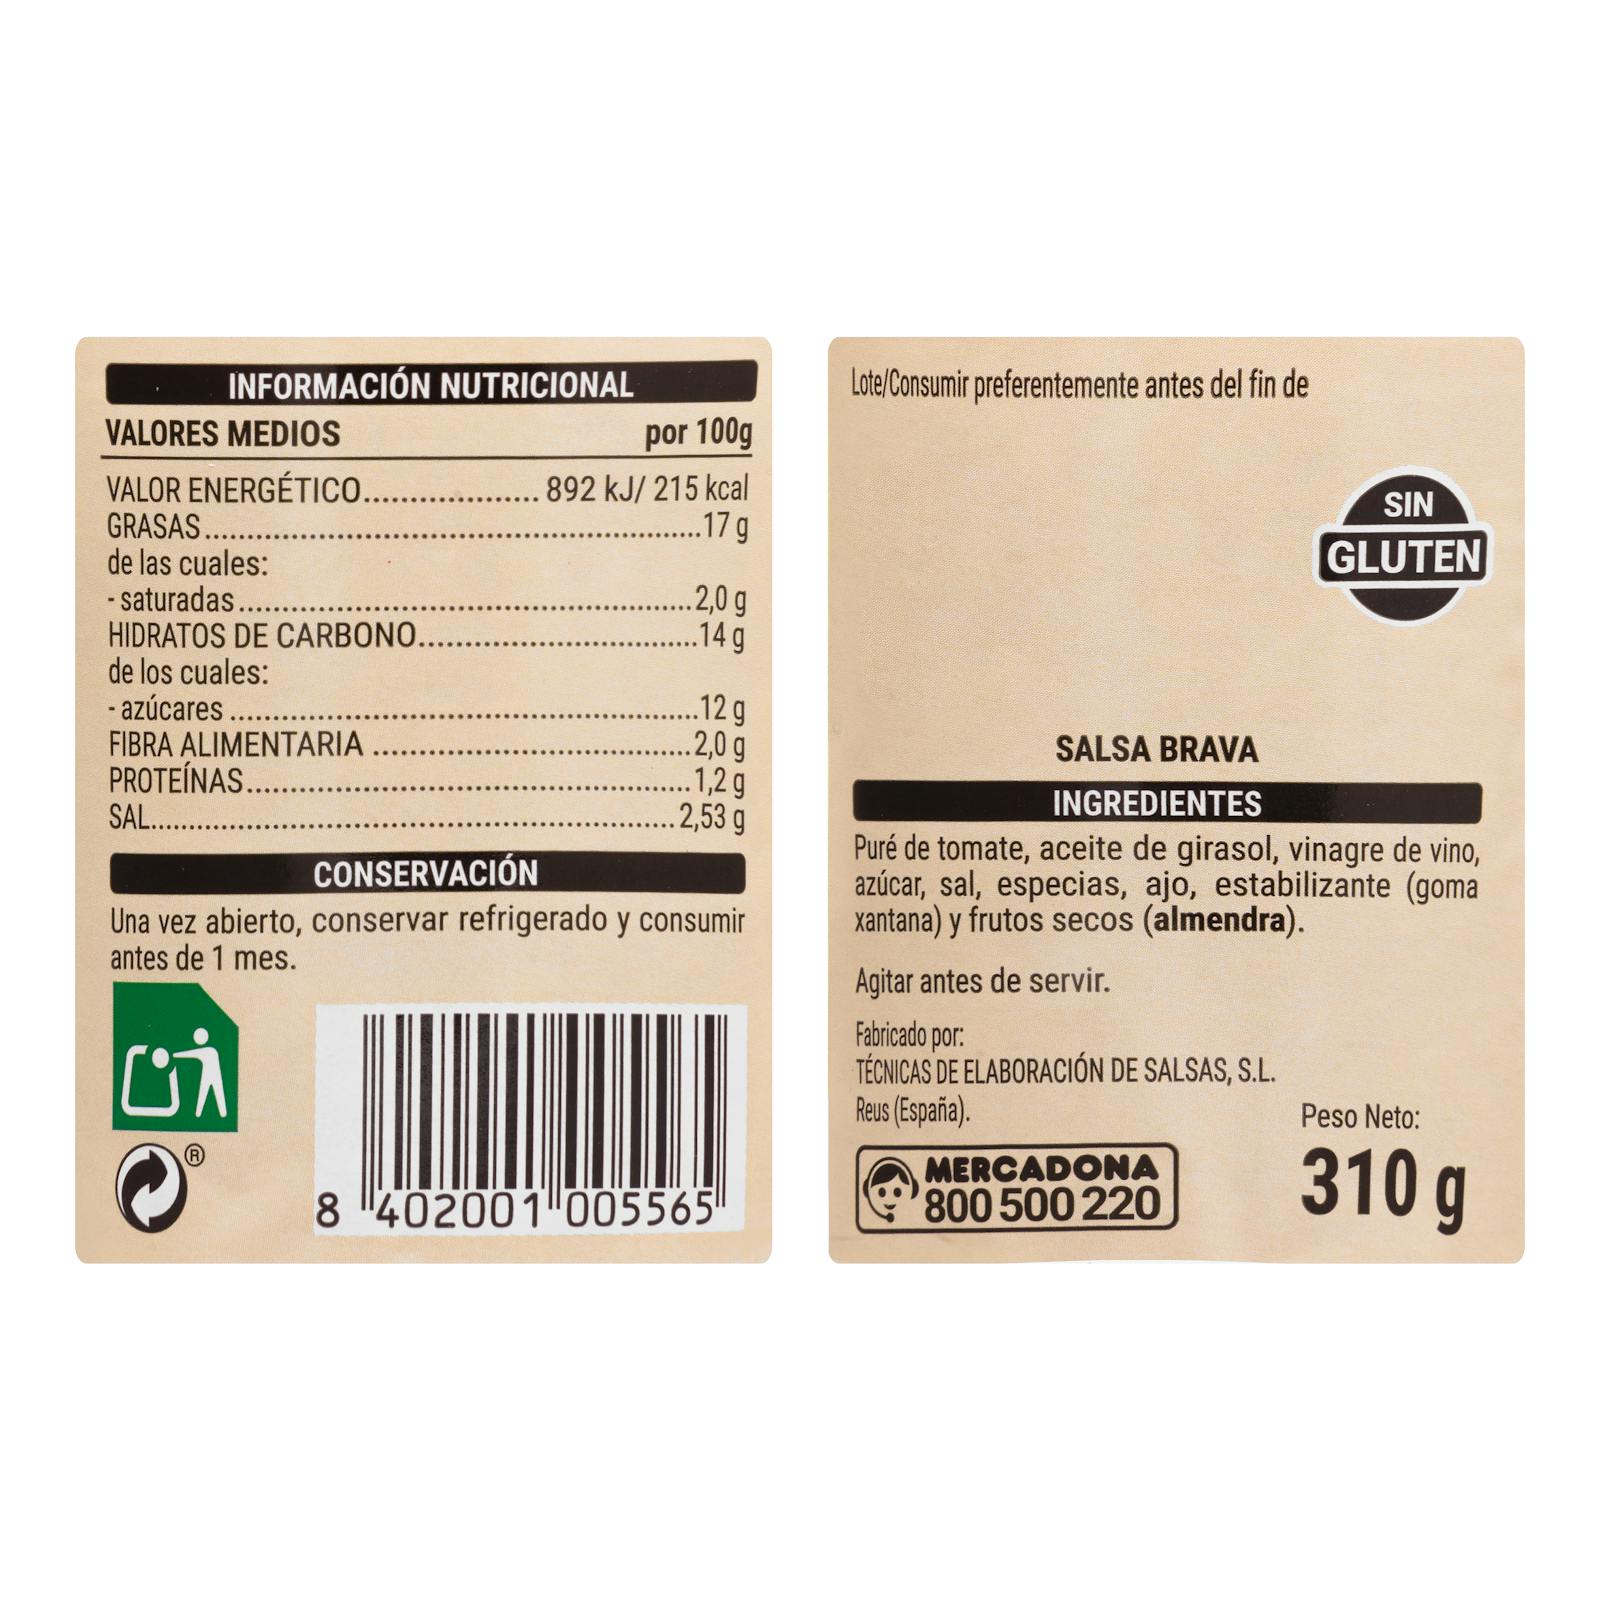 INFORMACIÓN NUTRICIONAL
VALORES MEDIOS por 100g
VALOR ENERGÉTICO.................. 892 kJ/ 215 kcal
GRASAS..................................................17 g
de las cuales:
- saturadas..............................................2,0 g
HIDRATOS DE CARBONO............................14 g
de los cuales:
- azúcares ...............................................12 g
FIBRA ALIMENTARIA ................................2,0 g
PROTEÍNAS.............................................1,2 g
SAL.....................................................2,53 g
CONSERVACIÓN
Una vez abierto, conservar refrigerado y consumir
antes de 1 mes.
®
8 402001 005565
Lote/Consumir preferentemente antes del fin de
SIN
GLUTEN
SALSA BRAVA
INGREDIENTES
Puré de tomate, aceite de girasol, vinagre de vino,
azúcar, sal, especias, ajo, estabilizante (goma
xantana) y frutos secos (almendra).
Agitar antes de servir.
Fabricado por:
TÉCNICAS DE ELABORACIÓN DE SALSAS, S.L.
Reus (España).
MERCADONA
800 500 220
Peso Neto:
310 g